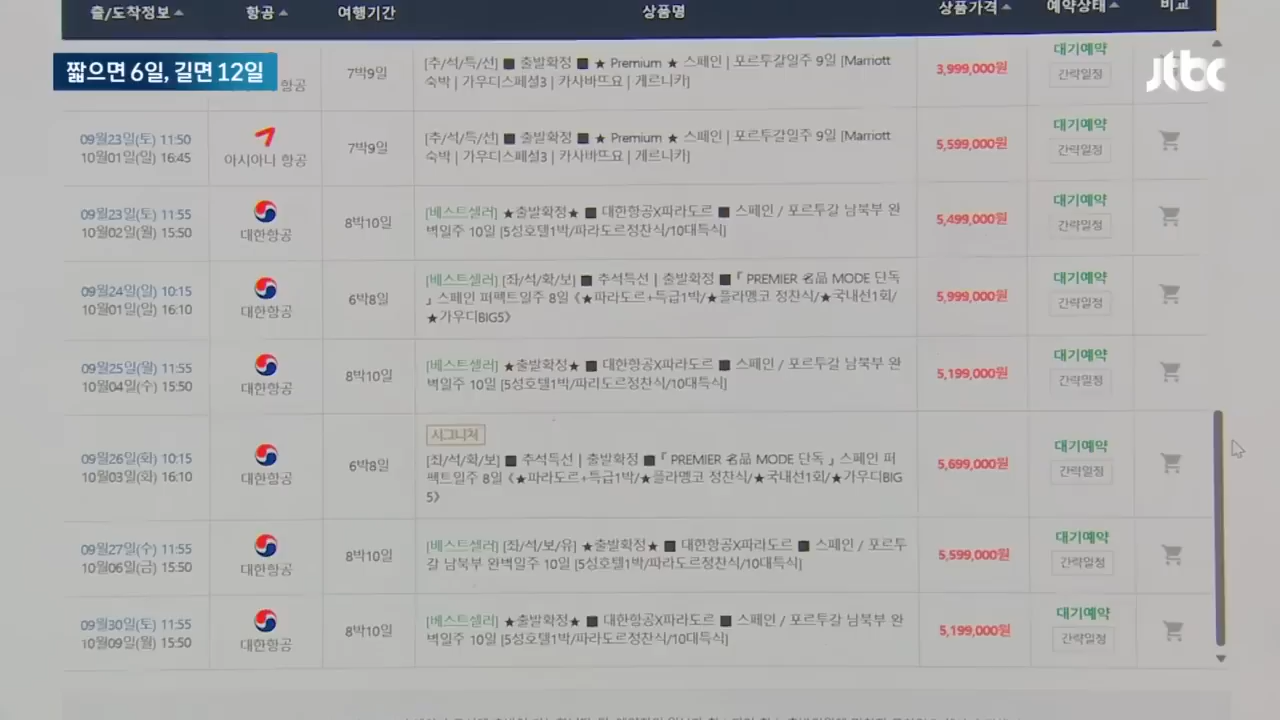 출/도착정보 항공 여행기간 상품명 상품가격 예약상태 비교
짧으면 6일, 길면 12일
jtbc
항공
7박9일
[추/석/특/선] ■ 출발확정 ■ ★ Premium ★ 스페인 | 포르투갈일주 9일 [Marriott
숙박 | 가우디스페셜3 | 카사바뜨요 | 게르니카]
3,999,000원
대기예약
간략일정
09월23일(토) 11:50
10월01일(일) 16:45
아시아나 항공
7박9일
[추/석/특/선] ■ 출발확정 ■ ★ Premium ★ 스페인 | 포르투갈일주 9일 [Marriott
숙박 | 가우디스페셜3 | 카사바뜨요 | 게르니카]
5,599,000원
대기예약
간략일정
09월23일(토) 11:55
10월02일(월) 15:50
대한항공
8박10일
[베스트셀러] ★출발확정★ ■ 대한항공X파라도르 ■ 스페인 / 포르투갈 남북부 완
벽일주 10일 [5성호텔1박/파라도르정찬식/10대특식]
5,499,000원
대기예약
간략일정
09월24일(일) 10:15
10월01일(일) 16:10
대한항공
6박8일
[베스트셀러] [좌/석/확/보] ■ 추석특선 | 출발확정 ■『 PREMIER 名品 MODE 단독
』 스페인 퍼펙트일주 8일 《★파라도르+특급1박/★플라멩코 정찬식/★국내선1회/
★가우디BIG5》
5,999,000원
대기예약
간략일정
09월25일(월) 11:55
10월04일(수) 15:50
대한항공
8박10일
[베스트셀러] ★출발확정★ ■ 대한항공X파라도르 ■ 스페인 / 포르투갈 남북부 완
벽일주 10일 [5성호텔1박/파라도르정찬식/10대특식]
5,199,000원
대기예약
간략일정
09월26일(화) 10:15
10월03일(화) 16:10
대한항공
6박8일
시그니처
[좌/석/확/보] ■ 추석특선 | 출발확정 ■『 PREMIER 名品 MODE 단독 』 스페인 퍼
펙트일주 8일 《★파라도르+특급1박/★플라멩코 정찬식/★국내선1회/★가우디BIG
5》
5,699,000원
대기예약
간략일정
09월27일(수) 11:55
10월06일(금) 15:50
대한항공
8박10일
[베스트셀러] [좌/석/보/유] ★출발확정★ ■ 대한항공X파라도르 ■ 스페인 / 포르투
갈 남북부 완벽일주 10일 [5성호텔1박/파라도르정찬식/10대특식]
5,599,000원
대기예약
간략일정
09월30일(토) 11:55
10월09일(월) 15:50
대한항공
8박10일
[베스트셀러] ★출발확정★ ■ 대한항공X파라도르 ■ 스페인 / 포르투갈 남북부 완
벽일주 10일 [5성호텔1박/파라도르정찬식/10대특식]
5,199,000원
대기예약
간략일정